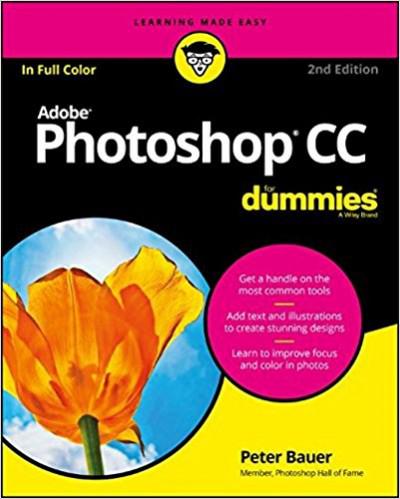 LEARNING MADE EASY
In Full Color
2nd Edition
Adobe®
Photoshop® CC
for
dummies®
A Wiley Brand
Get a handle on the
most common tools
Add text and illustrations
to create stunning designs
Learn to improve focus
and color in photos
Peter Bauer
Member, Photoshop Hall of Fame